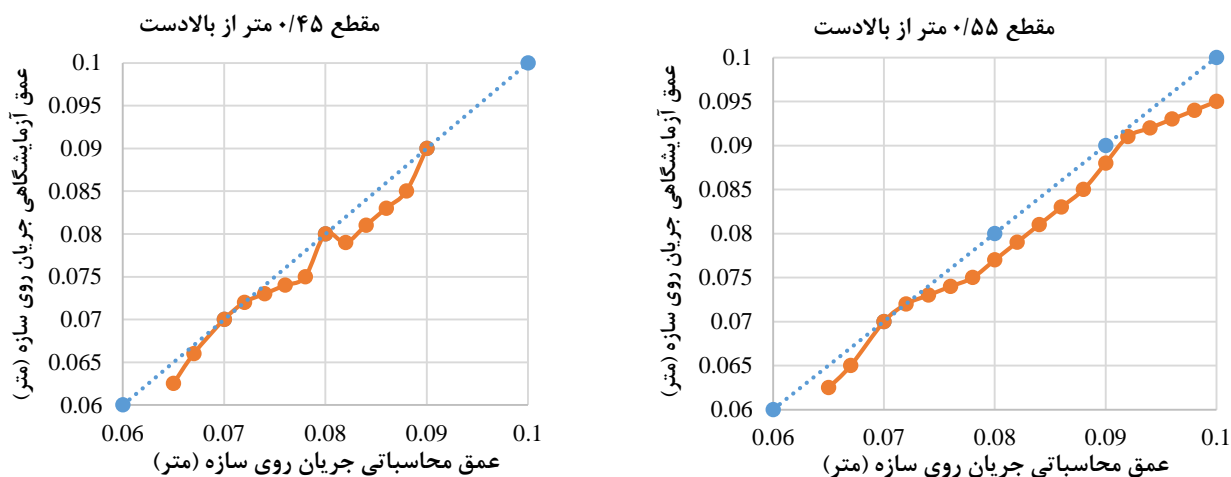 مقطع ۰/۴۵ متر از بالادست
عمق آزمایشگاهی جریان روی سازه (متر)
0.1
0.095
0.09
0.085
0.08
0.075
0.07
0.065
0.06
0.06 0.07 0.08 0.09 0.1
عمق محاسباتی جریان روی سازه (متر)
مقطع ۰/۵۵ متر از بالادست
عمق آزمایشگاهی جریان روی سازه (متر)
0.1
0.095
0.09
0.085
0.08
0.075
0.07
0.065
0.06
0.06 0.07 0.08 0.09 0.1
عمق محاسباتی جریان روی سازه (متر)